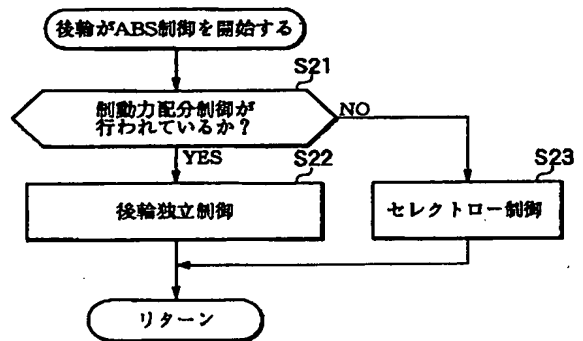 後輪がABS制御を開始する
S21
制動力配分制御が
行われているか？
NO
YES
S22
S23
後輪独立制御
セレクトロー制御
リターン